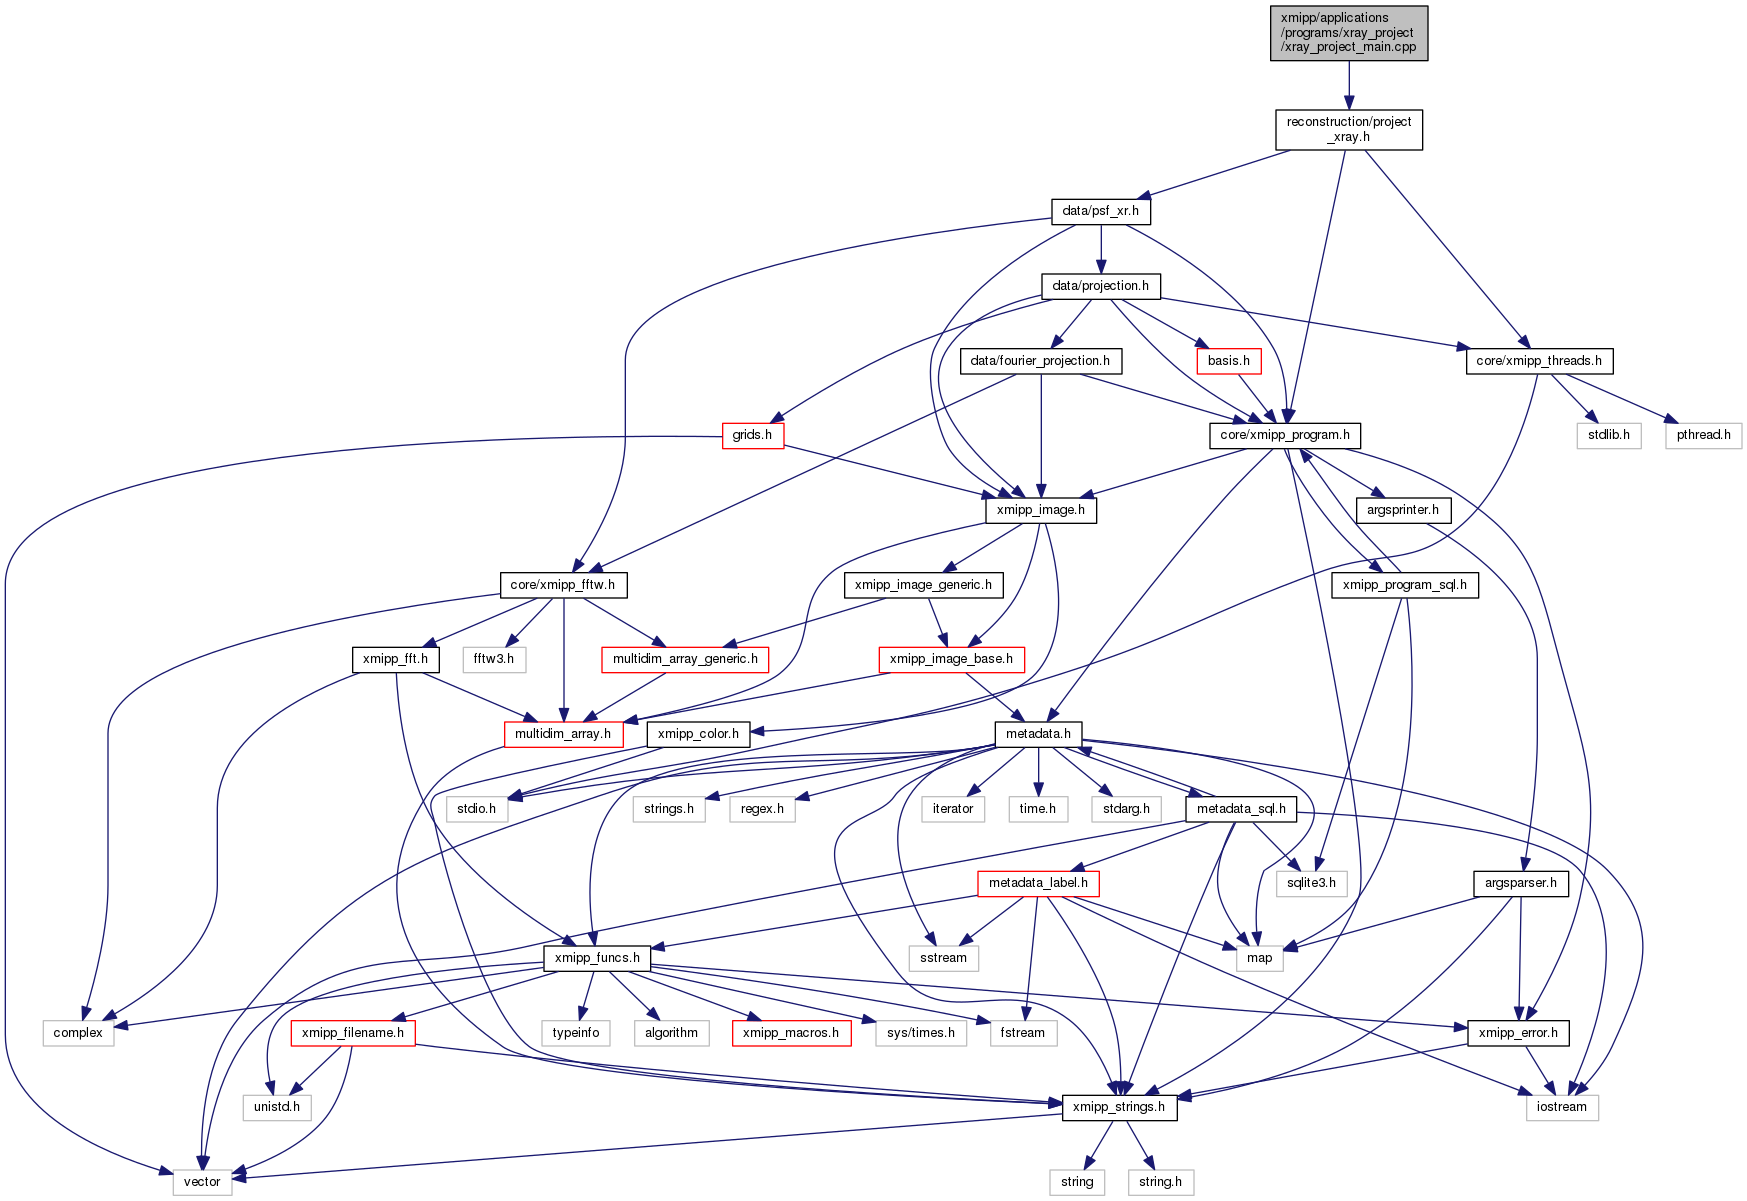 xmipp/applications
/programs/xray_project
/xray_project_main.cpp
reconstruction/project
_xray.h
data/psf_xr.h
data/projection.h
data/fourier_projection.h
basis.h
core/xmipp_threads.h
grids.h
core/xmipp_program.h
stdlib.h
pthread.h
xmipp_image.h
argsprinter.h
core/xmipp_fftw.h
xmipp_image_generic.h
xmipp_program_sql.h
xmipp_fft.h
fftw3.h
multidim_array_generic.h
xmipp_image_base.h
multidim_array.h
xmipp_color.h
metadata.h
stdio.h
strings.h
regex.h
iterator
time.h
stdarg.h
metadata_sql.h
metadata_label.h
sqlite3.h
argsparser.h
xmipp_funcs.h
sstream
map
complex
xmipp_filename.h
typeinfo
algorithm
xmipp_macros.h
sys/times.h
fstream
xmipp_error.h
unistd.h
xmipp_strings.h
iostream
vector
string
string.h